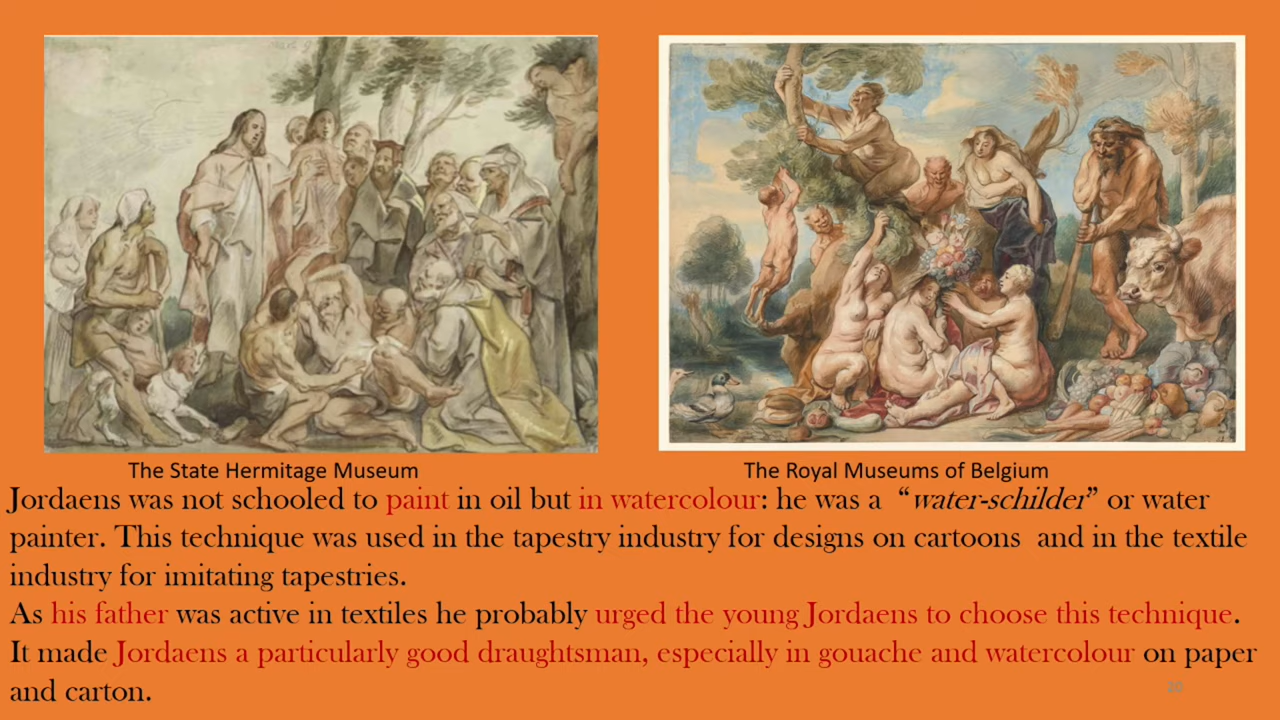 The State Hermitage Museum
The Royal Museums of Belgium
Jordaens was not schooled to paint in oil but in watercolour: he was a “water-schilder” or water
painter. This technique was used in the tapestry industry for designs on cartoons and in the textile
industry for imitating tapestries.
As his father was active in textiles he probably urged the young Jordaens to choose this technique.
It made Jordaens a particularly good draughtsman, especially in gouache and watercolour on paper
and carton.
20